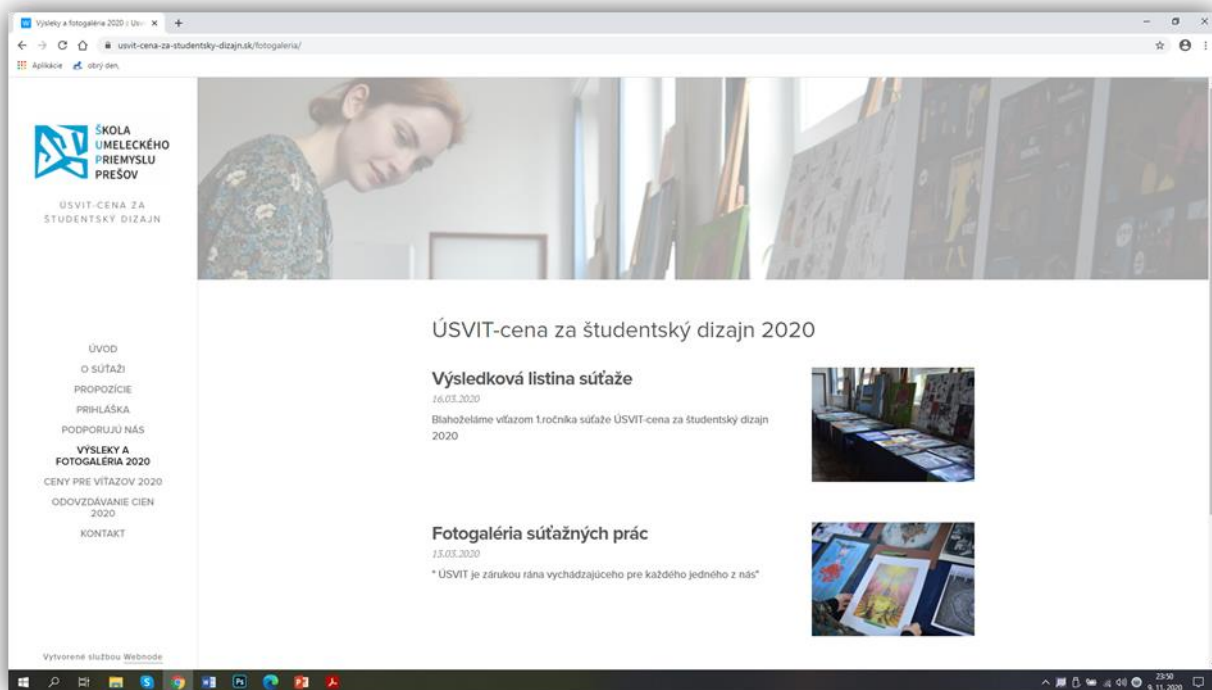 Výsleky a fotogaléria 2020 :: Usv
usvit-cena-za-studentsky-dizajn.sk/fotogaleria/
Aplikácie obrý deň,
ŠKOLA
UMELECKÉHO
PRIEMYSLU
PREŠOV
ÚSVIT-CENA ZA
ŠTUDENTSKÝ DIZAJN
ÚVOD
O SÚŤAŽI
PROPOZÍCIE
PRIHLÁŠKA
PODPORUJÚ NÁS
VÝSLEKY A
FOTOGALÉRIA 2020
CENY PRE VÍŤAZOV 2020
ODOVZDÁVANIE CIEN
2020
KONTAKT
Vytvorené službou Webnode
ÚSVIT-cena za študentský dizajn 2020
Výsledková listina súťaže
16.03.2020
Blahoželáme víťazom 1.ročníka súťaže ÚSVIT-cena za študentský dizajn
2020
Fotogaléria súťažných prác
13.03.2020
" ÚSVIT je zárukou rána vychádzajúceho pre každého jedného z nás"
23:50
9. 11. 2020